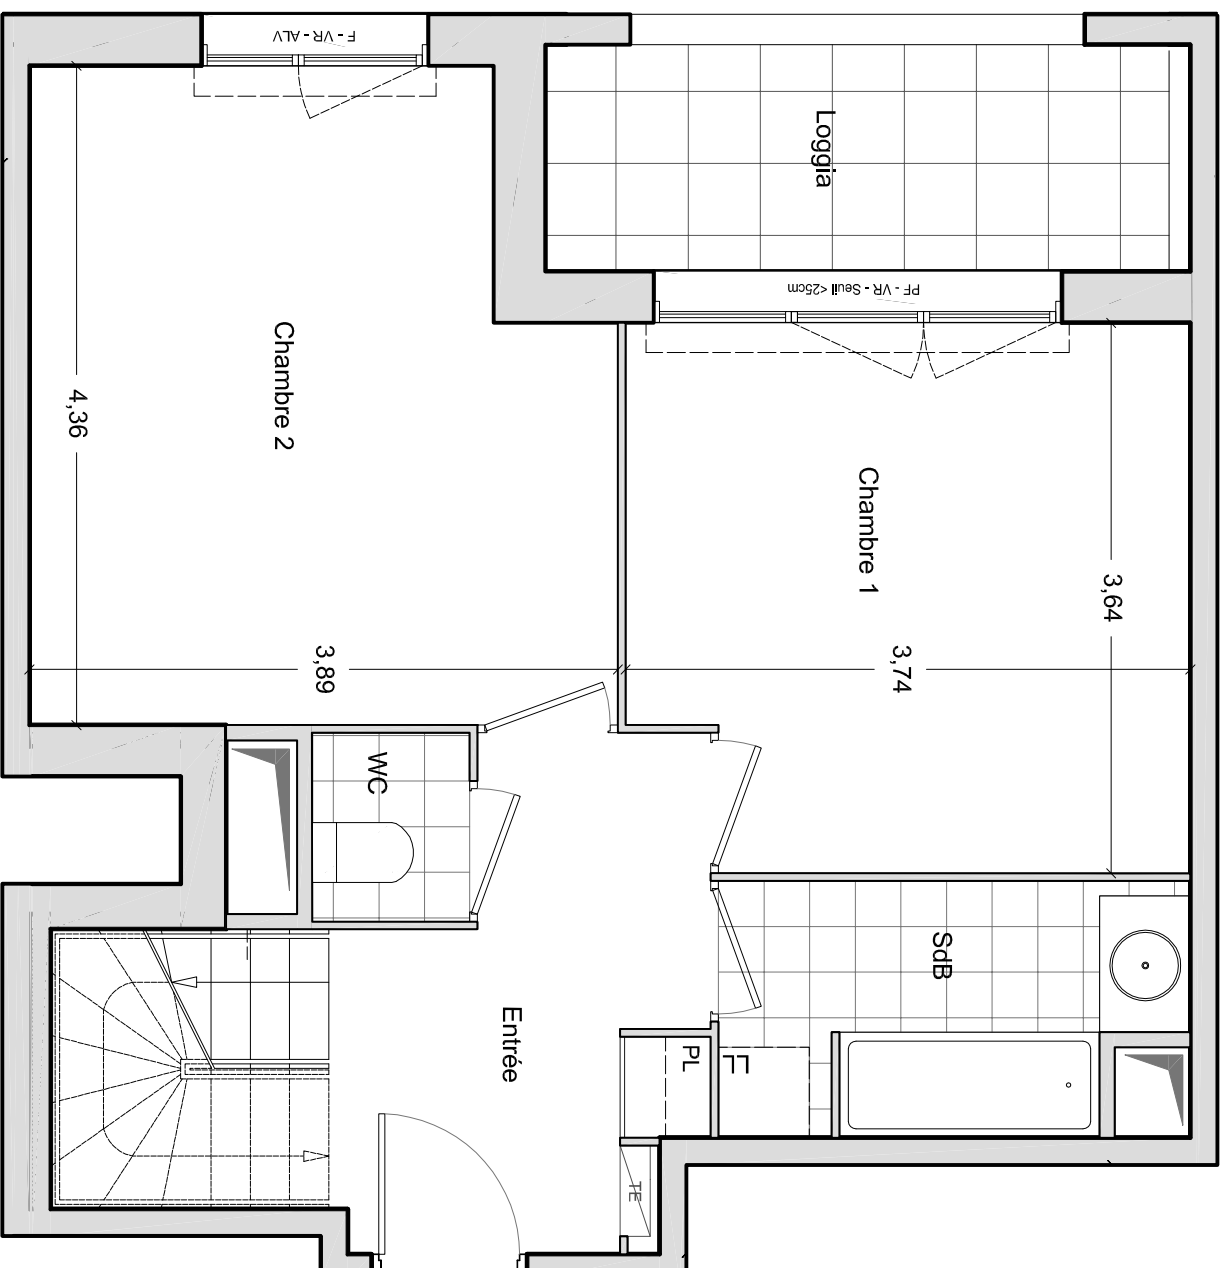 F - VR - ALV
Loggia
PF - VR - Seuil <25cm
Chambre 2
4,36
Chambre 1
3,64
3,89
3,74
WC
SdB
Entrée
PL
LL
TE